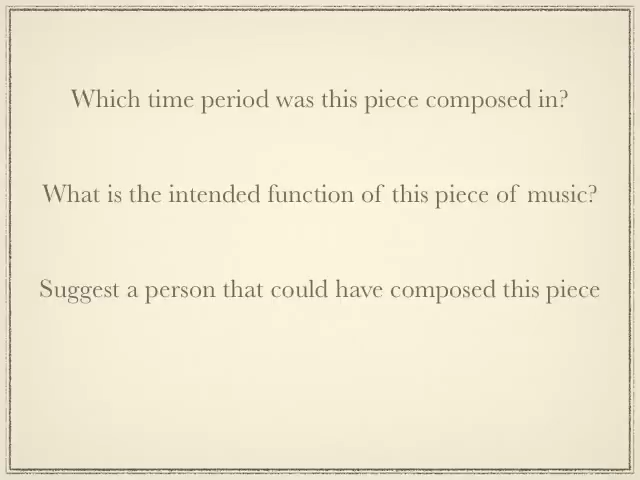 Which time period was this piece composed in?
What is the intended function of this piece of music?
Suggest a person that could have composed this piece